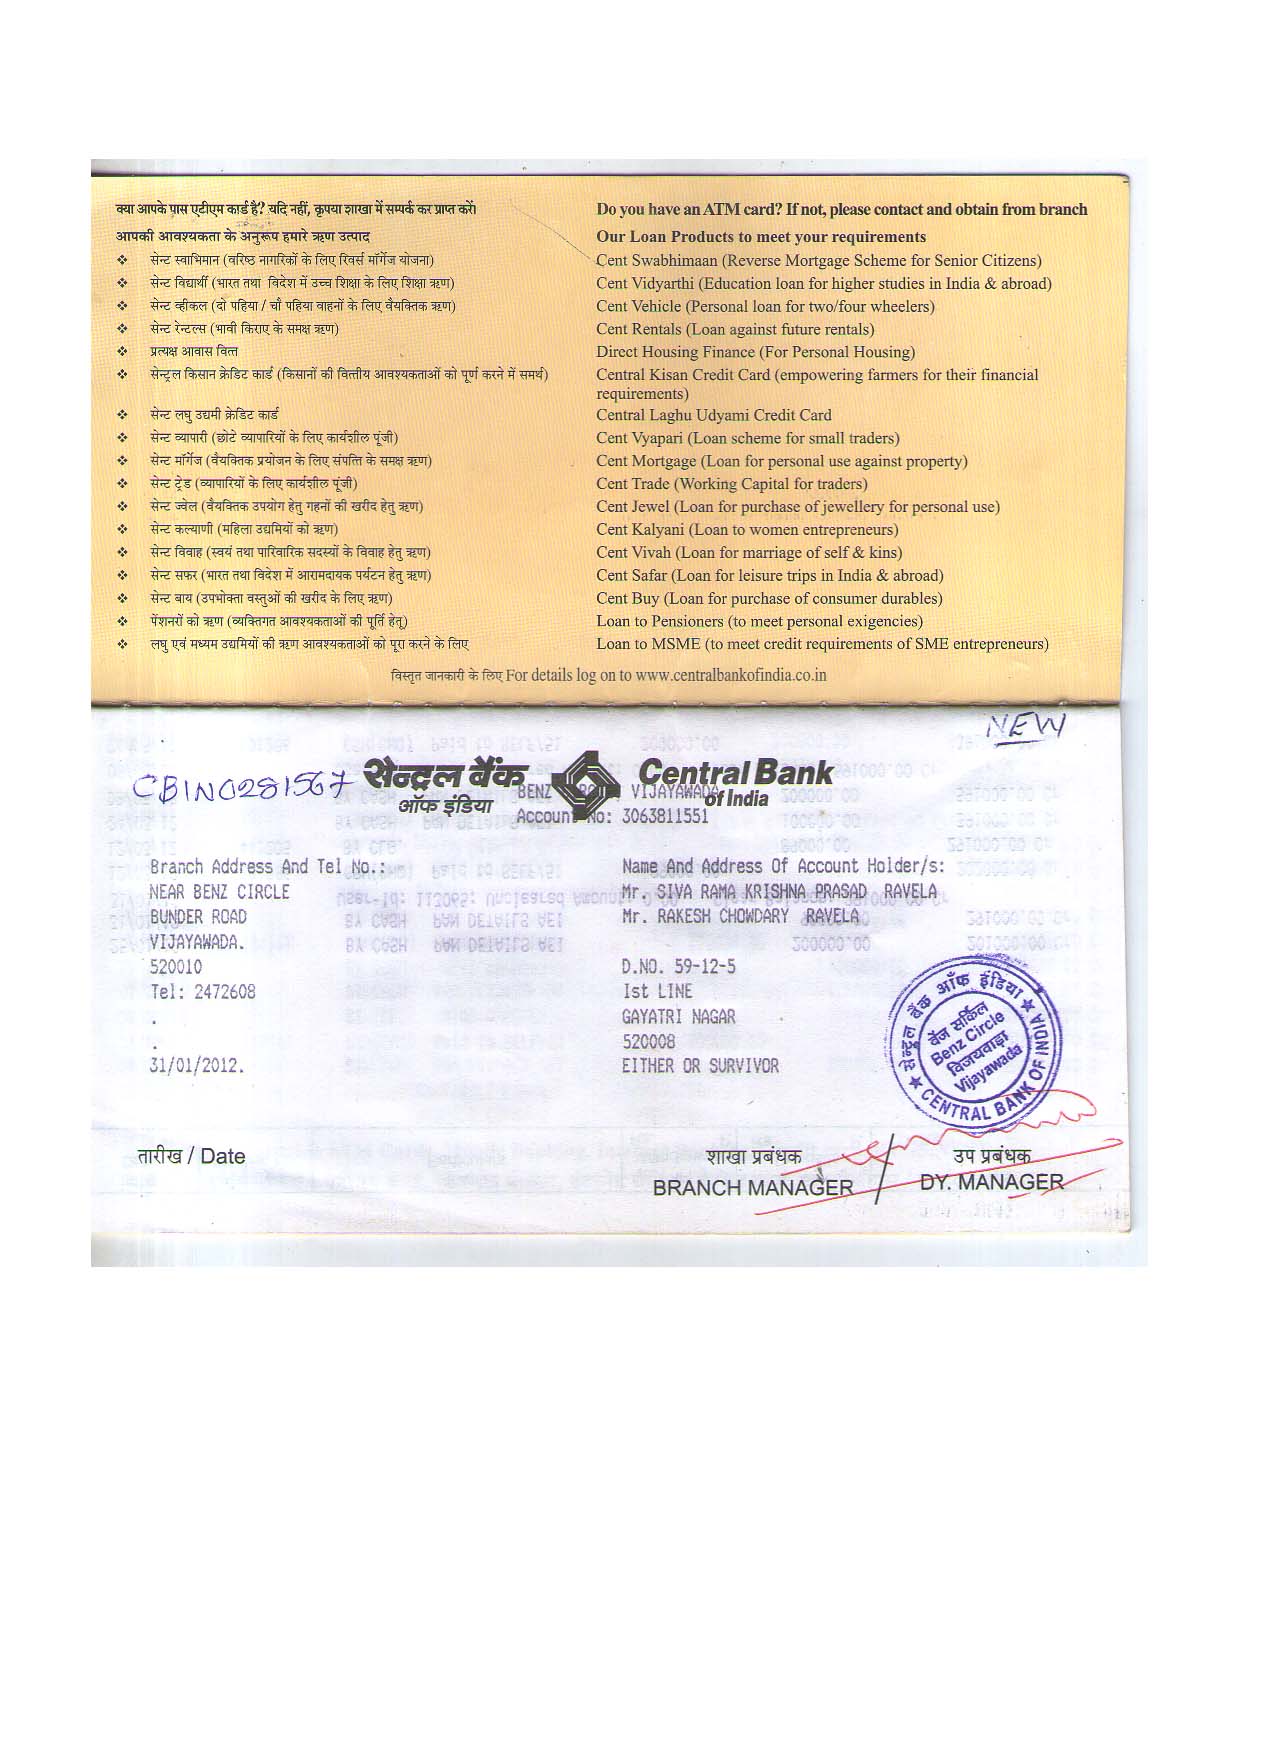 क्या आपके पास एटीएम कार्ड है? यदि नहीं, कृपया शाखा में सम्पर्क कर प्राप्त करें। Do you have an ATM card? If not, please contact and obtain from branch
आपकी आवश्यकता के अनुरूप हमारे ऋण उत्पाद Our Loan Products to meet your requirements
❖ सेन्ट स्वाभिमान (वरिष्ठ नागरिकों के लिए रिवर्स मॉर्गेज योजना) Cent Swabhimaan (Reverse Mortgage Scheme for Senior Citizens)
❖ सेन्ट विद्यार्थी (भारत तथा विदेश में उच्च शिक्षा के लिए शिक्षा ऋण) Cent Vidyarthi (Education loan for higher studies in India & abroad)
❖ सेन्ट व्हीकल (दो पहिया / चौ पहिया वाहनों के लिए वैयक्तिक ऋण) Cent Vehicle (Personal loan for two/four wheelers)
❖ सेन्ट रेन्टल्स (भावी किराए के समक्ष ऋण) Cent Rentals (Loan against future rentals)
❖ प्रत्यक्ष आवास वित्त Direct Housing Finance (For Personal Housing)
❖ सेन्ट्रल किसान क्रेडिट कार्ड (किसानों की वित्तीय आवश्यकताओं को पूर्ण करने में समर्थ) Central Kisan Credit Card (empowering farmers for their financial
requirements)
❖ सेन्ट लघु उद्यमी क्रेडिट कार्ड Central Laghu Udyami Credit Card
❖ सेन्ट व्यापारी (छोटे व्यापारियों के लिए कार्यशील पूंजी) Cent Vyapari (Loan scheme for small traders)
❖ सेन्ट मॉर्गेज (वैयक्तिक प्रयोजन के लिए संपत्ति के समक्ष ऋण) Cent Mortgage (Loan for personal use against property)
❖ सेन्ट ट्रेड (व्यापारियों के लिए कार्यशील पूंजी) Cent Trade (Working Capital for traders)
❖ सेन्ट ज्वेल (वैयक्तिक उपयोग हेतु गहनों की खरीद हेतु ऋण) Cent Jewel (Loan for purchase of jewellery for personal use)
❖ सेन्ट कल्याणी (महिला उद्यमियों को ऋण) Cent Kalyani (Loan to women entrepreneurs)
❖ सेन्ट विवाह (स्वयं तथा पारिवारिक सदस्यों के विवाह हेतु ऋण) Cent Vivah (Loan for marriage of self & kins)
❖ सेन्ट सफर (भारत तथा विदेश में आरामदायक पर्यटन हेतु ऋण) Cent Safar (Loan for leisure trips in India & abroad)
❖ सेन्ट बाय (उपभोक्ता वस्तुओं की खरीद के लिए ऋण) Cent Buy (Loan for purchase of consumer durables)
❖ पेंशनरों को ऋण (व्यक्तिगत आवश्यकताओं की पूर्ति हेतू) Loan to Pensioners (to meet personal exigencies)
❖ लघु एवं मध्यम उद्यमियों की ऋण आवश्यकताओं को पूरा करने के लिए Loan to MSME (to meet credit requirements of SME entrepreneurs)
विस्तृत जानकारी के लिए For details log on to www.centralbankofindia.co.in
NEW
CBIN0281567 सेन्ट्रल बैंक Central Bank
ऑफ इंडिया of India
BENZ VIJAYAWADA
Account No: 3063811551
Branch Address And Tel No.: Name And Address Of Account Holder/s:
NEAR BENZ CIRCLE Mr. SIVA RAMA KRISHNA PRASAD RAVELA
BUNDER ROAD Mr. RAKESH CHOWDARY RAVELA
VIJAYAWADA.
520010 D.NO. 59-12-5
Tel: 2472608 Ist LINE
. GAYATRI NAGAR
. 520008
31/01/2012. EITHER OR SURVIVOR
सेन्ट्रल बैंक ऑफ इंडिया
बेंज सर्किल
Benz Circle
विजयवाड़ा
Vijayawada
CENTRAL BANK OF INDIA
तारीख / Date शाखा प्रबंधक / उप प्रबंधक
BRANCH MANAGER DY. MANAGER